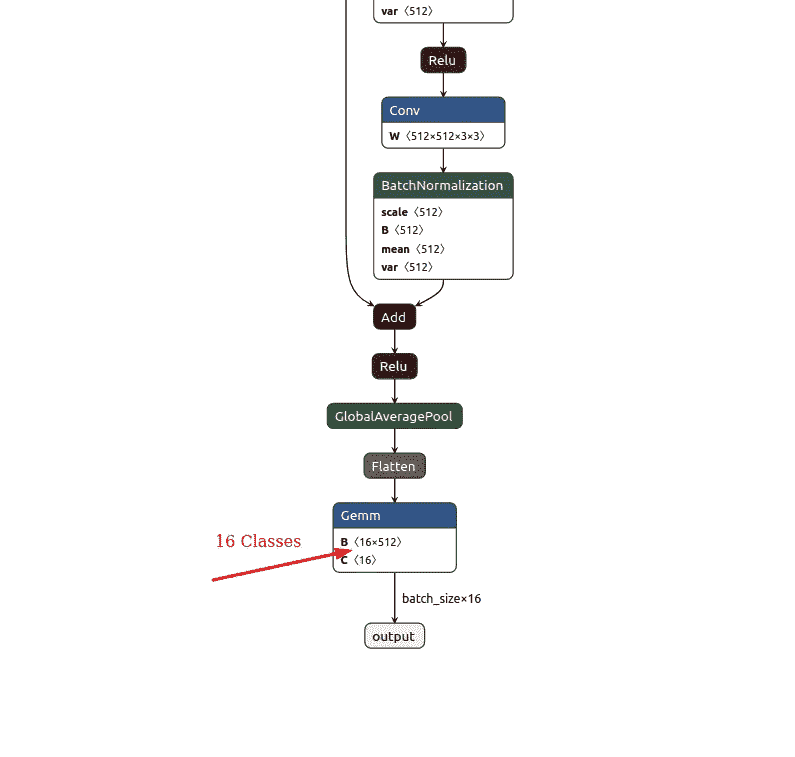 var〈512〉
Relu
Conv
W〈512×512×3×3〉
BatchNormalization
scale〈512〉
B〈512〉
mean〈512〉
var〈512〉
Add
Relu
GlobalAveragePool
Flatten
Gemm
16 Classes
B〈16×512〉
C〈16〉
batch_size×16
output